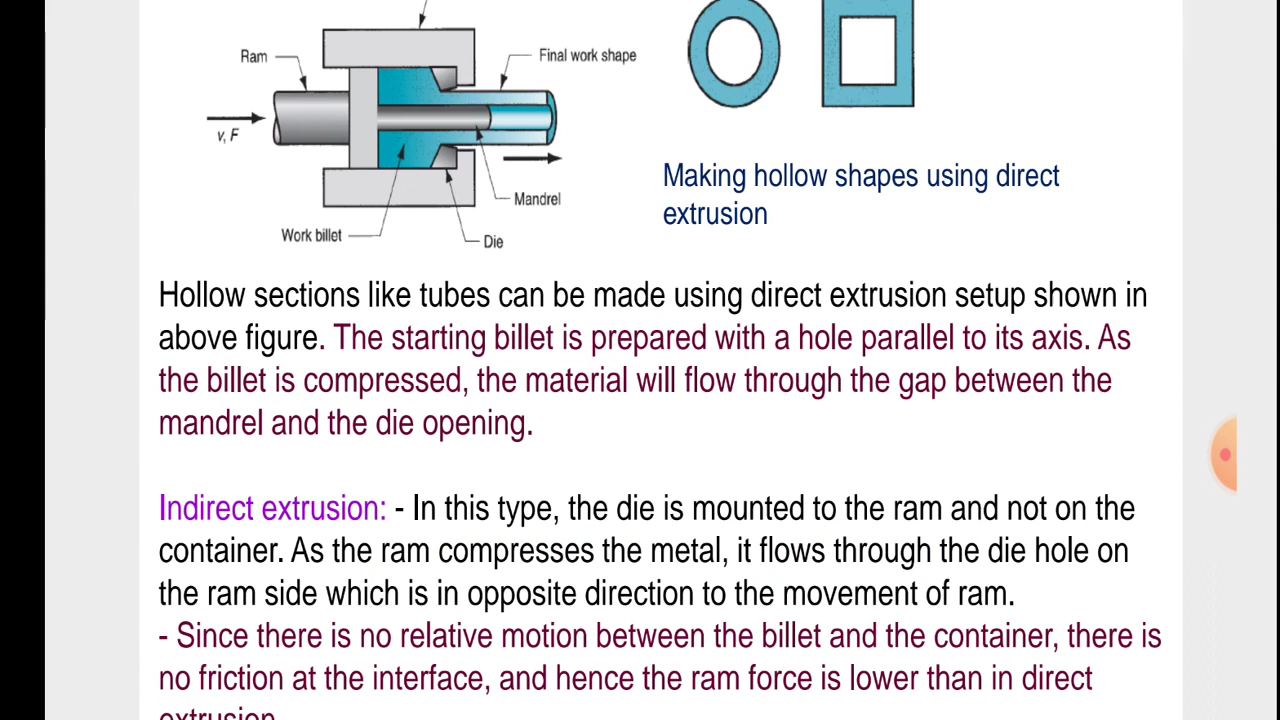 Ram
Final work shape
v, F
Mandrel
Work billet
Die
Making hollow shapes using direct
extrusion
Hollow sections like tubes can be made using direct extrusion setup shown in
above figure. The starting billet is prepared with a hole parallel to its axis. As
the billet is compressed, the material will flow through the gap between the
mandrel and the die opening.
Indirect extrusion: - In this type, the die is mounted to the ram and not on the
container. As the ram compresses the metal, it flows through the die hole on
the ram side which is in opposite direction to the movement of ram.
- Since there is no relative motion between the billet and the container, there is
no friction at the interface, and hence the ram force is lower than in direct
extrusion